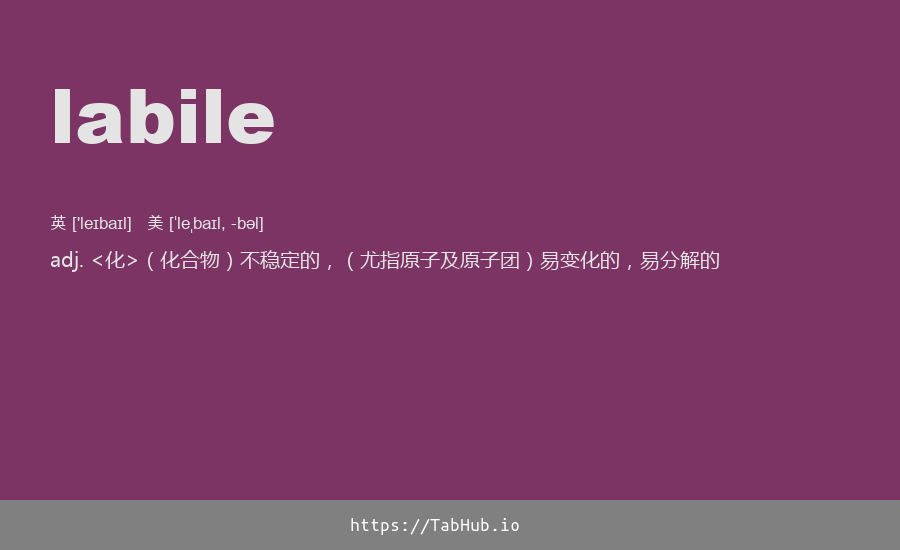 labile
英 ['leɪbaɪl] 美 [ˈleˌbaɪl, -bəl]
adj. <化>（化合物）不稳定的，（尤指原子及原子团）易变化的，易分解的
https://TabHub.io